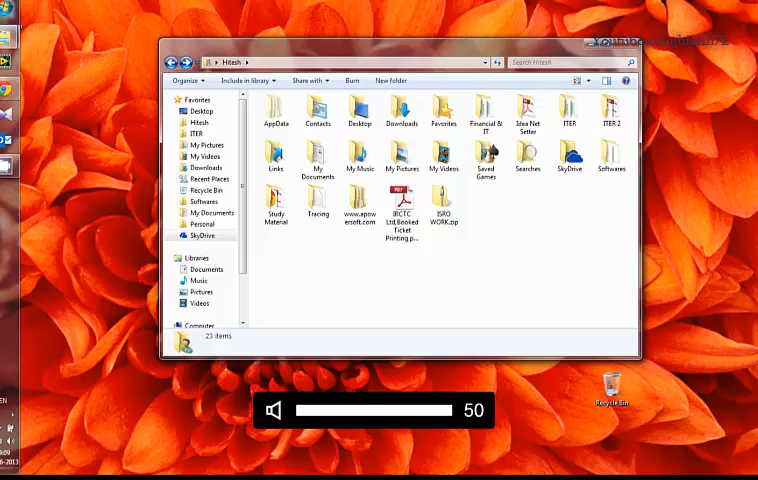 Hitesh
Search Hitesh
Organize
Include in library
Share with
Burn
New folder
Favorites
Desktop
Hitesh
ITER
My Pictures
My Videos
Downloads
Recent Places
Recycle Bin
Softwares
My Documents
Personal
SkyDrive
Libraries
Documents
Music
Pictures
Videos
Computer
AppData
Contacts
Desktop
Downloads
Favorites
Financial &
IT
Idea Net
Setter
ITER
ITER 2
Links
My
Documents
My Music
My Pictures
My Videos
Saved
Games
Searches
SkyDrive
Softwares
Study
Material
Tracing
www.apow
ersoft.com
IRCTC
Ltd,Booked
Ticket
Printing.p...
ISRO
WORK.zip
23 items
50
Recycle Bin
EN